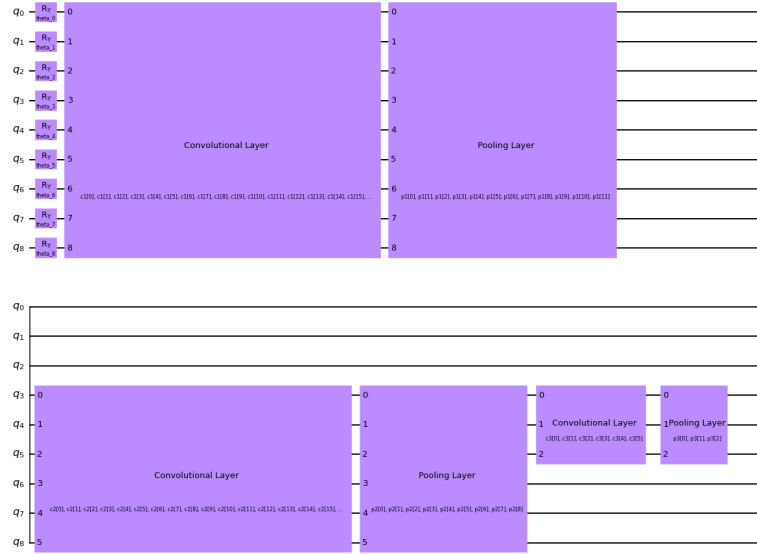 q0 RY theta_0 0 0
q1 RY theta_1 1 1
q2 RY theta_2 2 2
q3 RY theta_3 3 3
q4 RY theta_4 4 4
Convolutional Layer Pooling Layer
q5 RY theta_5 5 5
q6 RY theta_6 6 6
c1[0], c1[1], c1[2], c1[3], c1[4], c1[5], c1[6], c1[7], c1[8], c1[9], c1[10], c1[11], c1[12], c1[13], c1[14], c1[15], ... p1[0], p1[1], p1[2], p1[3], p1[4], p1[5], p1[6], p1[7], p1[8], p1[9], p1[10], p1[11]
q7 RY theta_7 7 7
q8 RY theta_8 8 8
q0
q1
q2
q3 0 0 0 0
q4 1 1 1 Convolutional Layer 1 Pooling Layer
c3[0], c3[1], c3[2], c3[3], c3[4], c3[5] p3[0], p3[1], p3[2]
q5 2 2 2 2
Convolutional Layer Pooling Layer
q6 3 3
q7 4 c2[0], c2[1], c2[2], c2[3], c2[4], c2[5], c2[6], c2[7], c2[8], c2[9], c2[10], c2[11], c2[12], c2[13], c2[14], c2[15], ... 4 p2[0], p2[1], p2[2], p2[3], p2[4], p2[5], p2[6], p2[7], p2[8]
q8 5 5